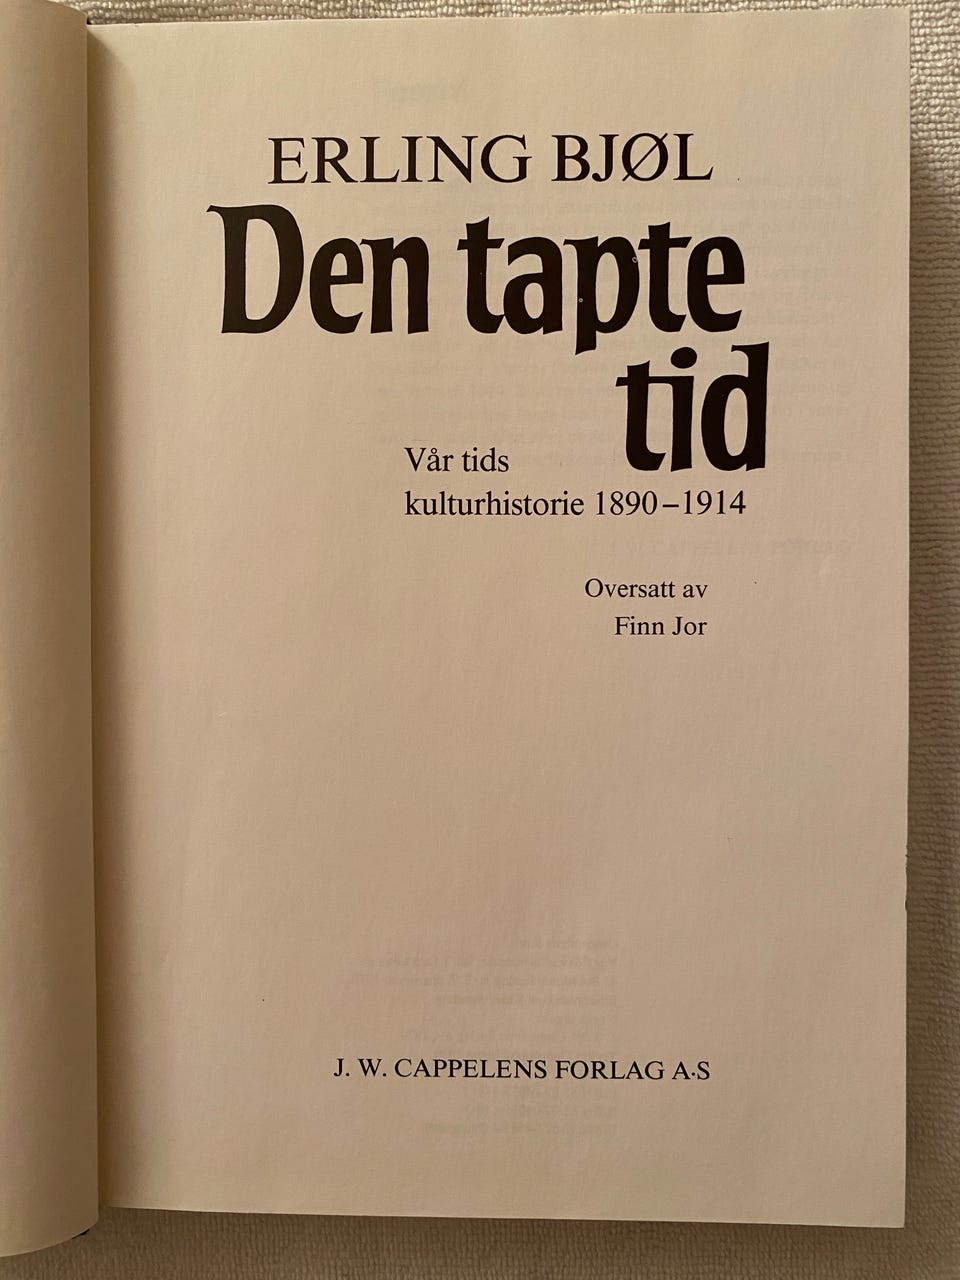 ERLING BJØL
Den tapte
tid
Vår tids
kulturhistorie 1890–1914
Oversatt av
Finn Jor
J. W. CAPPELENS FORLAG A·S